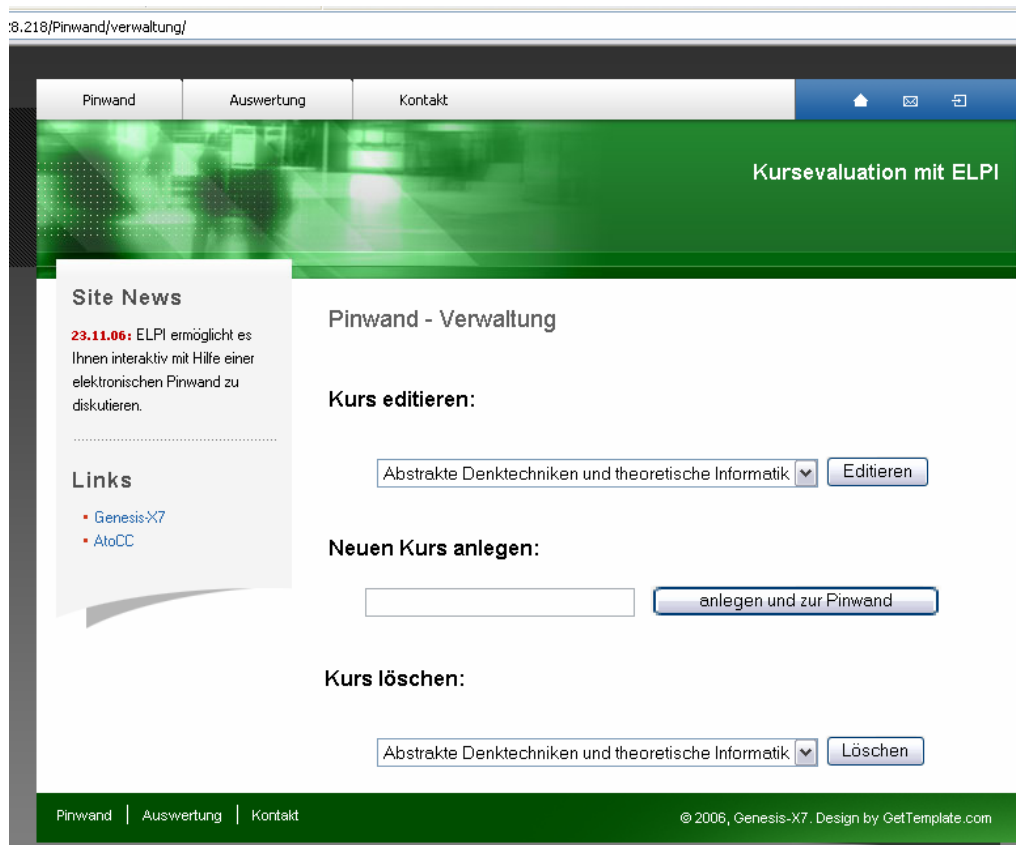 28.218/Pinwand/verwaltung/
Pinwand Auswertung Kontakt
Kursevaluation mit ELPI
Site News
23.11.06: ELPI ermöglicht es
Ihnen interaktiv mit Hilfe einer
elektronischen Pinwand zu
diskutieren.
Links
Genesis-X7
AtoCC
Pinwand - Verwaltung
Kurs editieren:
Abstrakte Denktechniken und theoretische Informatik Editieren
Neuen Kurs anlegen:
anlegen und zur Pinwand
Kurs löschen:
Abstrakte Denktechniken und theoretische Informatik Löschen
Pinwand | Auswertung | Kontakt
© 2006, Genesis-X7. Design by GetTemplate.com